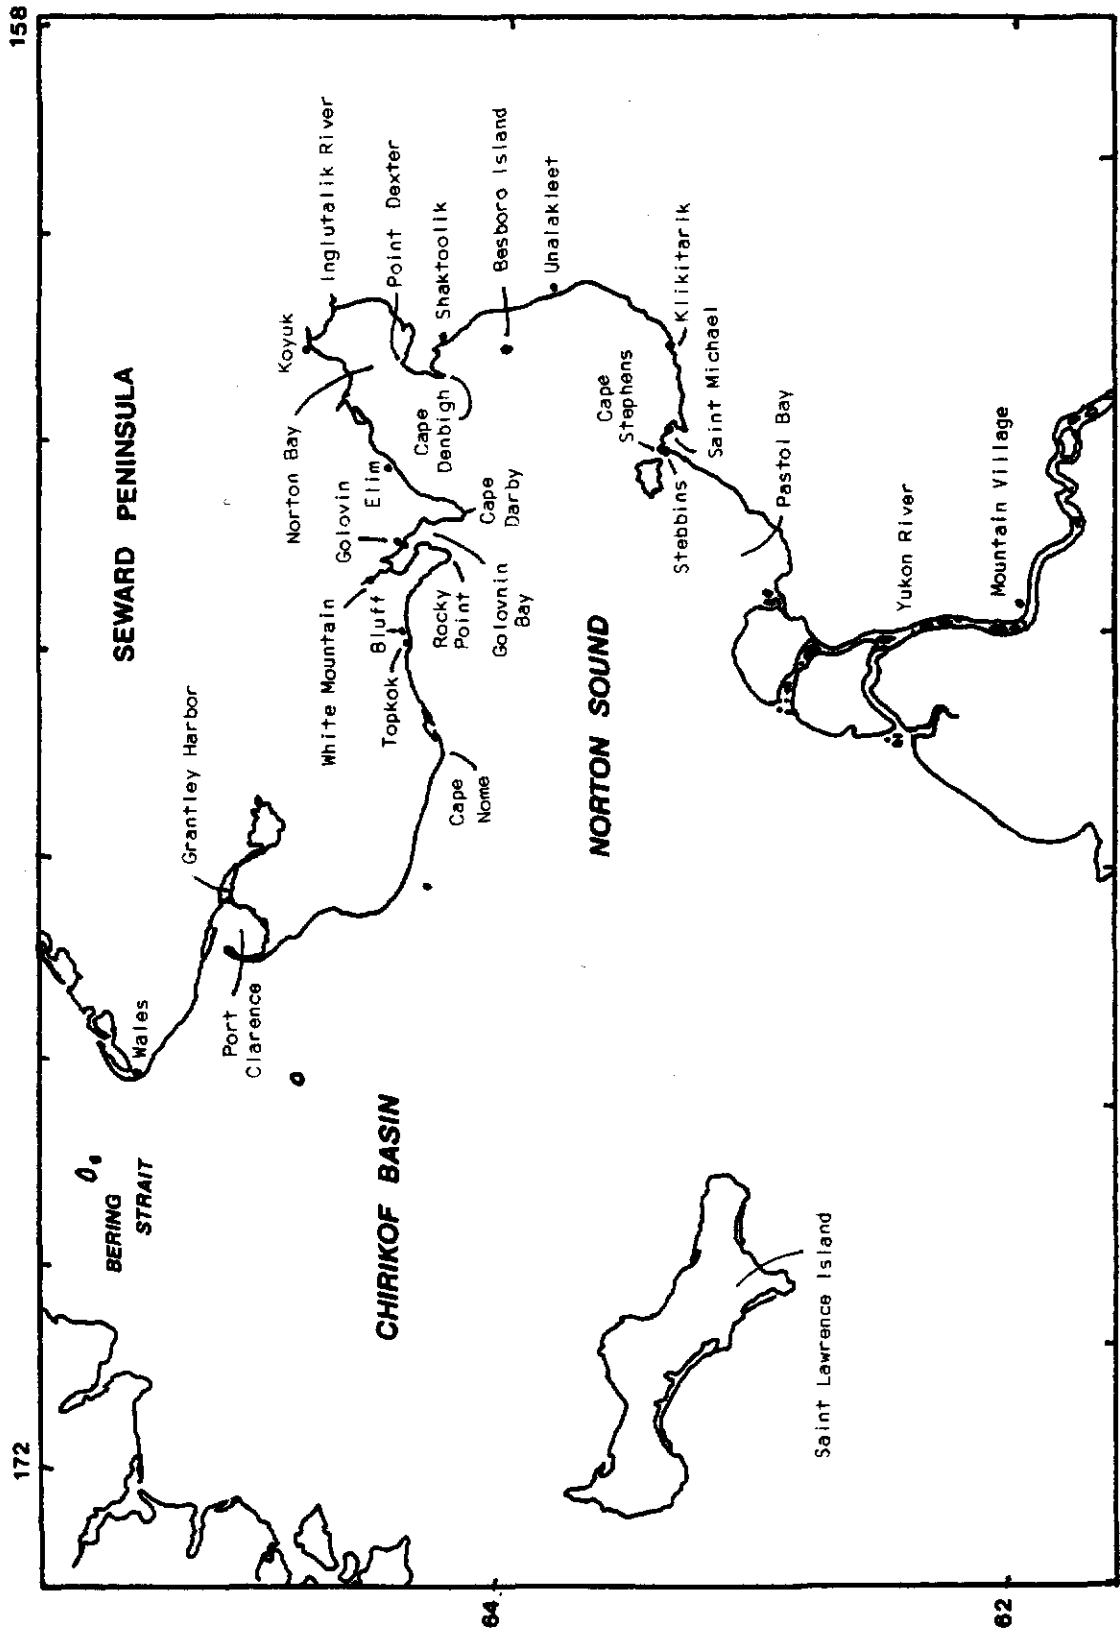 172
158
64
62
BERING
STRAIT
Wales
Port
Clarence
Grantley Harbor
SEWARD PENINSULA
White Mountain
Bluff
Topkok
Golovin
Elim
Norton Bay
Koyuk
Inglutalik River
Point Dexter
Cape
Denbigh
Shaktoolik
Besboro Island
Unalakleet
Cape
Nome
Rocky
Point
Golovnin
Bay
Cape
Darby
CHIRIKOF BASIN
NORTON SOUND
Cape
Stephens
Stebbins
Klikitarik
Saint Michael
Pastol Bay
Yukon River
Mountain Village
Saint Lawrence Island